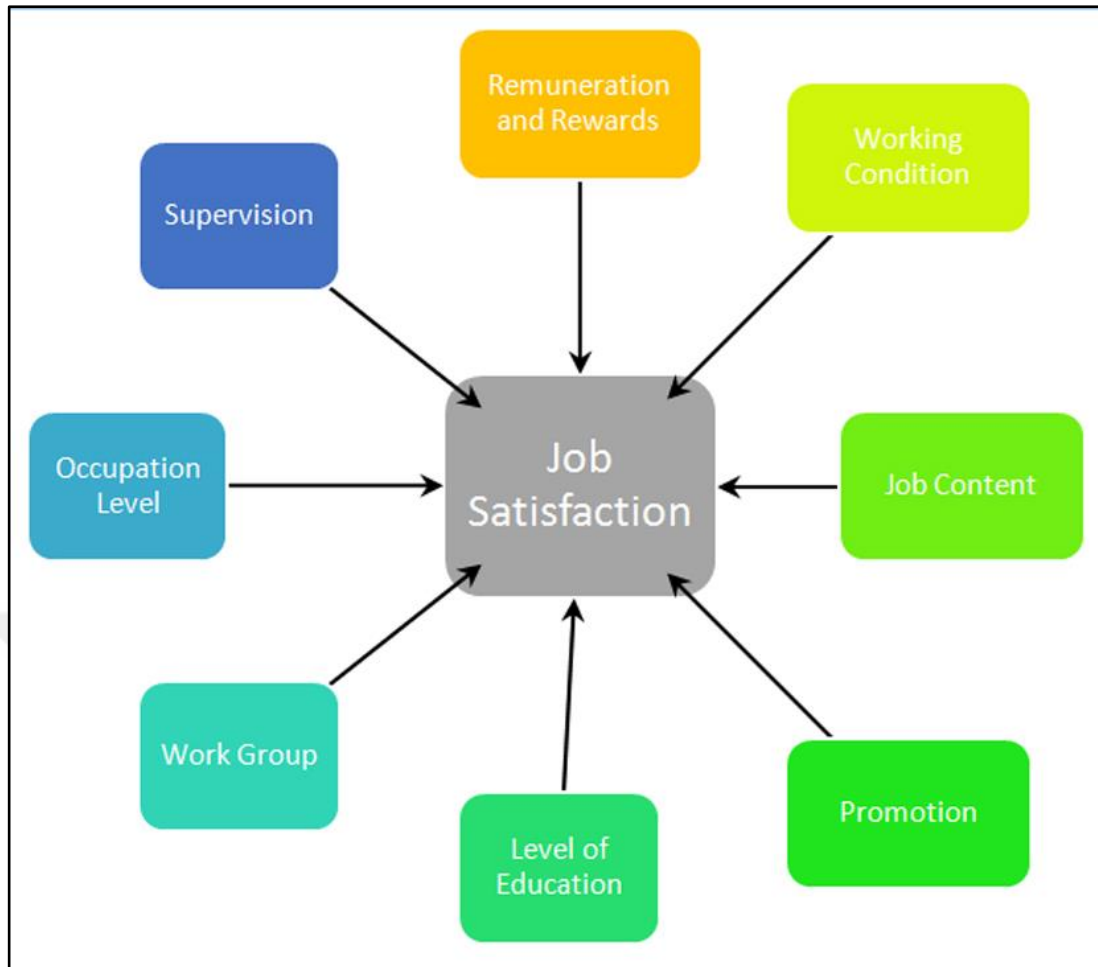 Remuneration
and Rewards
Working
Condition
Supervision
Job
Satisfaction
Occupation
Level
Job Content
Work Group
Level of
Education
Promotion